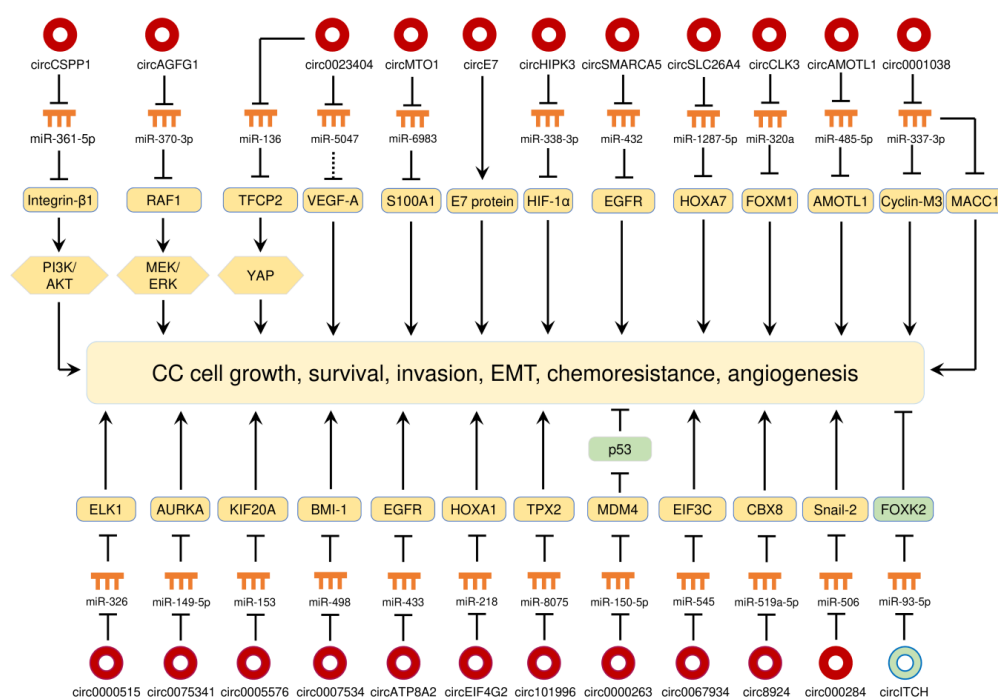 circCSPP1 circAGFG1 circ0023404 circMTO1 circE7 circHIPK3 circSMARCA5 circSLC26A4 circCLK3 circAMOTL1 circ0001038
miR-361-5p miR-370-3p miR-136 miR-5047 miR-6983 miR-338-3p miR-432 miR-1287-5p miR-320a miR-485-5p miR-337-3p
Integrin-β1 RAF1 TFCP2 VEGF-A S100A1 E7 protein HIF-1α EGFR HOXA7 FOXM1 AMOTL1 Cyclin-M3 MACC1
PI3K/ MEK/ YAP
AKT ERK
CC cell growth, survival, invasion, EMT, chemoresistance, angiogenesis
p53
ELK1 AURKA KIF20A BMI-1 EGFR HOXA1 TPX2 MDM4 EIF3C CBX8 Snail-2 FOXK2
miR-326 miR-149-5p miR-153 miR-498 miR-433 miR-218 miR-8075 miR-150-5p miR-545 miR-519a-5p miR-506 miR-93-5p
circ0000515 circ0075341 circ0005576 circ0007534 circATP8A2 circEIF4G2 circ101996 circ0000263 circ0067934 circ8924 circ000284 circITCH